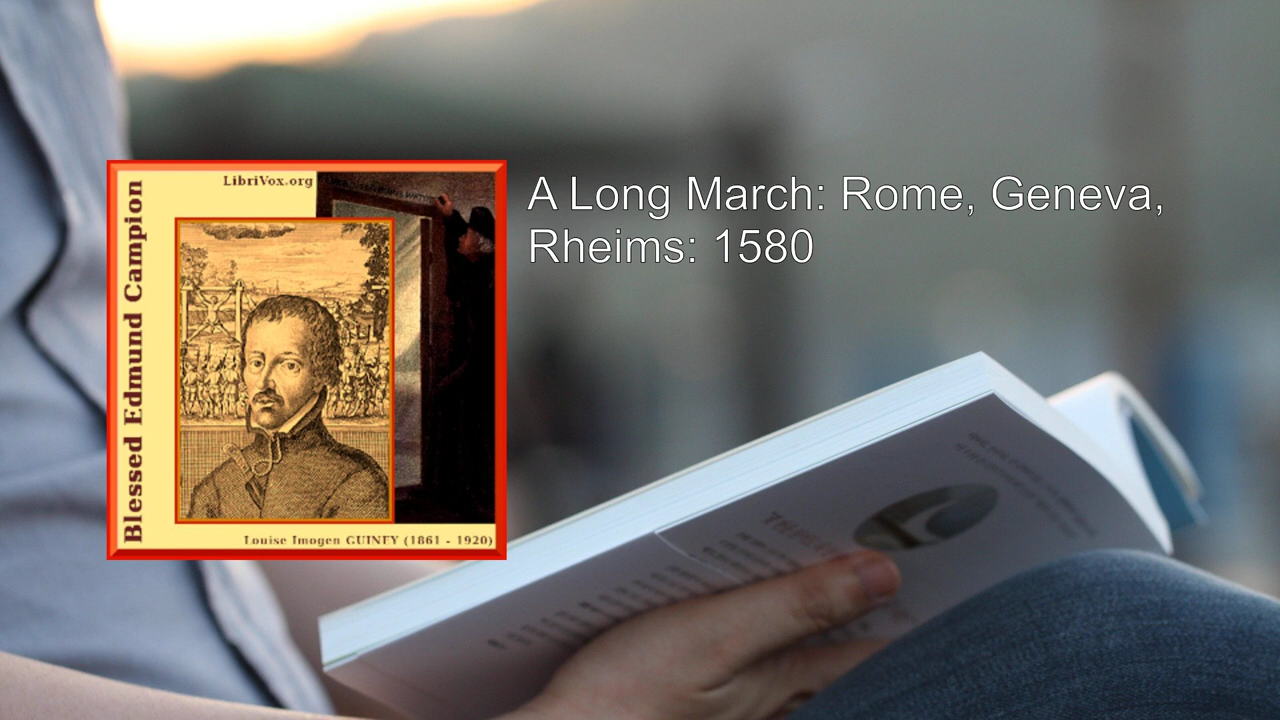 LibriVox.org
Blessed Edmund Campion
Louise Imogen GUINEY (1861 - 1920)
A Long March: Rome, Geneva,
Rheims: 1580